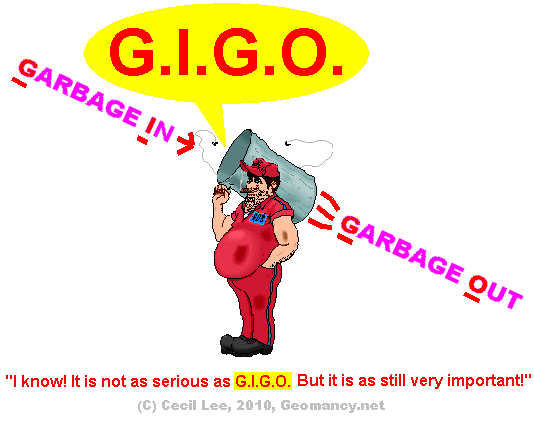 G.I.G.O.
GARBAGE IN
GARBAGE OUT
"I know! It is not as serious as G.I.G.O. But it is as still very important!"
(C) Cecil Lee, 2010, Geomancy.net